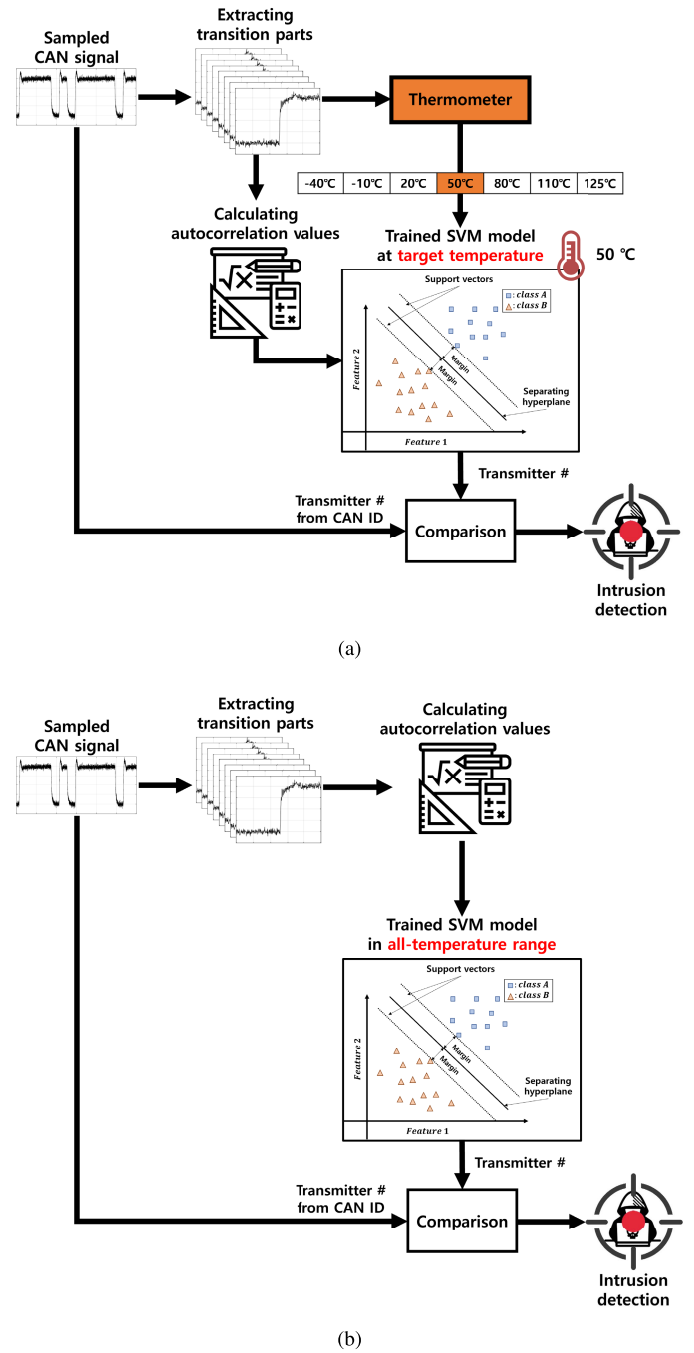 Extracting
transition parts
Sampled
CAN signal
Thermometer
-40℃ -10℃ 20℃ 50℃ 80℃ 110℃ 125℃
Calculating
autocorrelation values
Trained SVM model
at target temperature
50 ℃
Support vectors
: class A
: class B
Feature 2
Margin
Margin
Separating
hyperplane
Feature 1
Transmitter #
Transmitter #
from CAN ID
Comparison
Intrusion
detection
(a)
Extracting
transition parts
Calculating
autocorrelation values
Sampled
CAN signal
Trained SVM model
in all-temperature range
Support vectors
: class A
: class B
Feature 2
Margin
Margin
Separating
hyperplane
Feature 1
Transmitter #
Transmitter #
from CAN ID
Comparison
Intrusion
detection
(b)